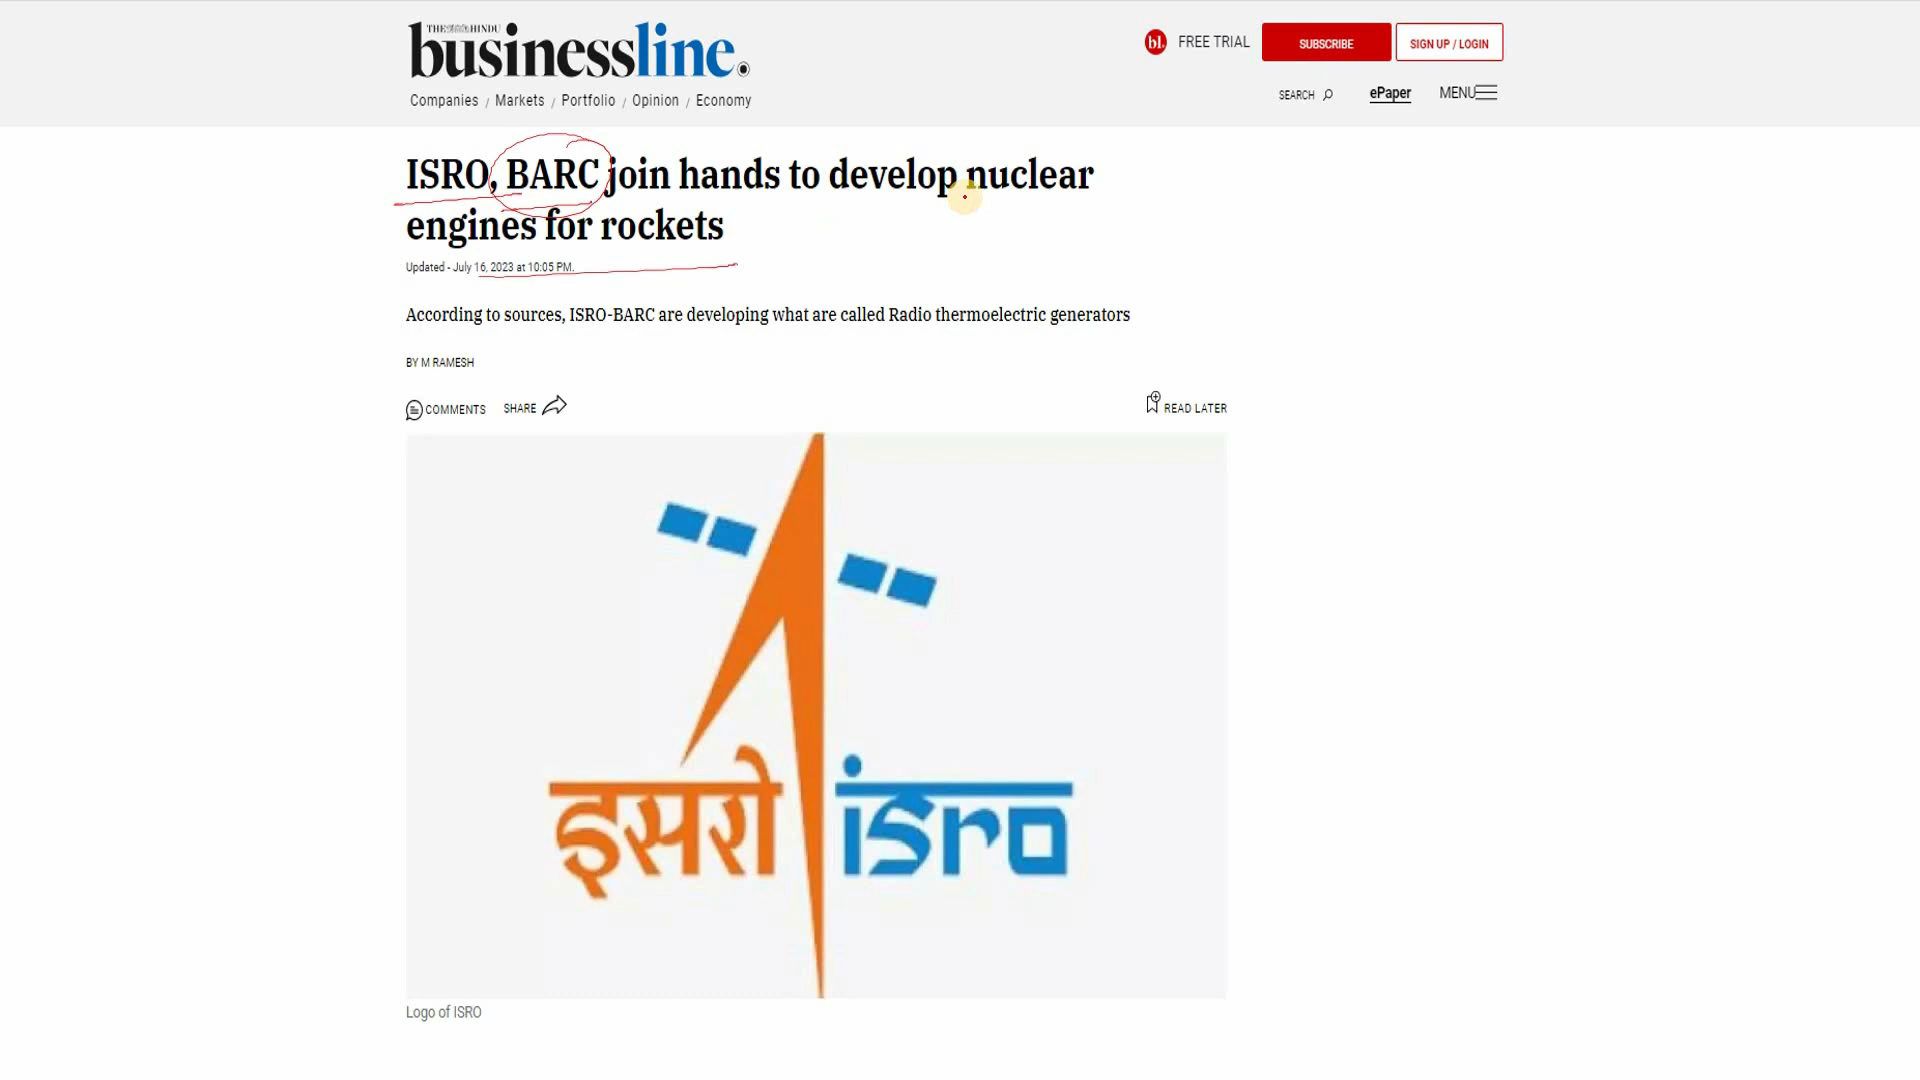 THE HINDU
businessline.
FREE TRIAL
SUBSCRIBE
SIGN UP / LOGIN
Companies / Markets / Portfolio / Opinion / Economy
SEARCH
ePaper
MENU
ISRO, BARC join hands to develop nuclear
engines for rockets
Updated - July 16, 2023 at 10:05 PM.
According to sources, ISRO-BARC are developing what are called Radio thermoelectric generators
BY M RAMESH
COMMENTS SHARE
READ LATER
इसरो isro
Logo of ISRO